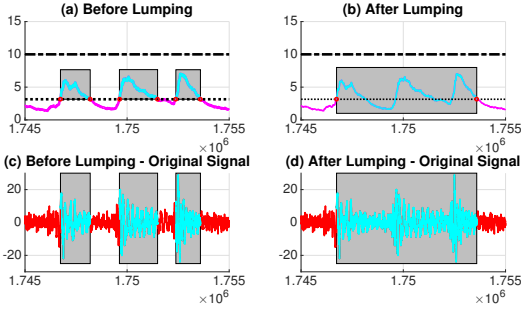 (a) Before Lumping
15
10
5
0
1.745 1.75 1.755
×10⁶
(b) After Lumping
15
10
5
0
1.745 1.75 1.755
×10⁶
(c) Before Lumping - Original Signal
20
0
-20
1.745 1.75 1.755
×10⁶
(d) After Lumping - Original Signal
20
0
-20
1.745 1.75 1.755
×10⁶